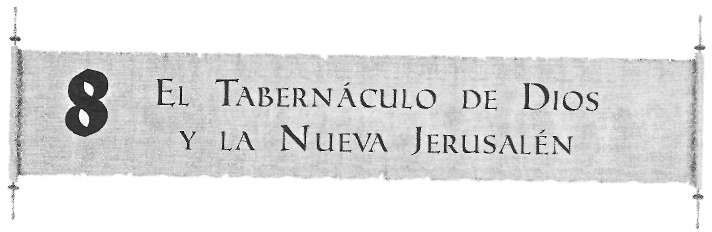 8 El Tabernáculo de Dios
y la Nueva Jerusalén